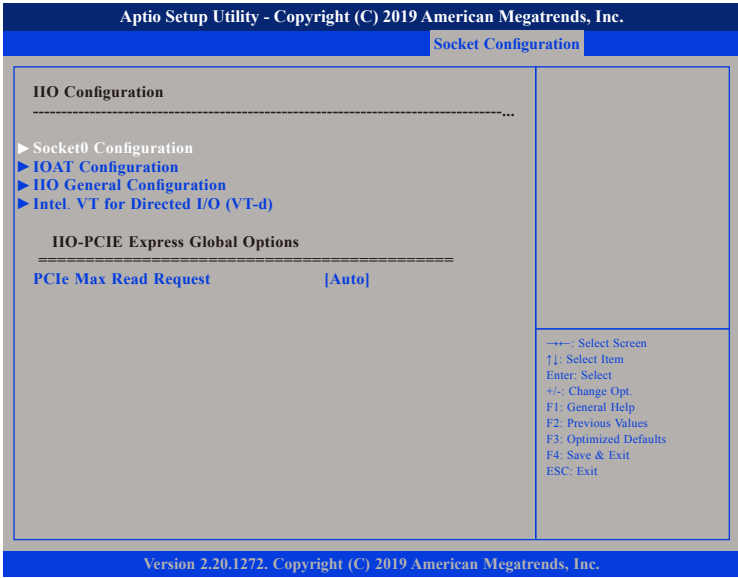 Aptio Setup Utility - Copyright (C) 2019 American Megatrends, Inc.
Socket Configuration
IIO Configuration
-----------------------------------------------------------------------------------...
►Socket0 Configuration
►IOAT Configuration
►IIO General Configuration
►Intel. VT for Directed I/O (VT-d)
IIO-PCIE Express Global Options
============================================
PCIe Max Read Request [Auto]
→←: Select Screen
↑↓: Select Item
Enter: Select
+/-: Change Opt.
F1: General Help
F2: Previous Values
F3: Optimized Defaults
F4: Save & Exit
ESC: Exit
Version 2.20.1272. Copyright (C) 2019 American Megatrends, Inc.